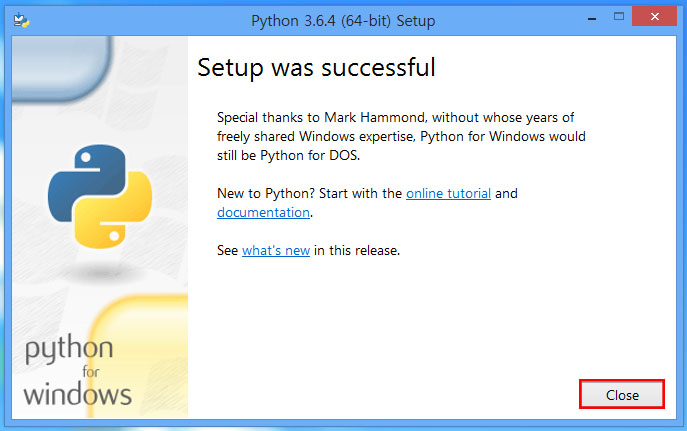 Python 3.6.4 (64-bit) Setup
Setup was successful
Special thanks to Mark Hammond, without whose years of
freely shared Windows expertise, Python for Windows would
still be Python for DOS.
New to Python? Start with the online tutorial and
documentation.
See what's new in this release.
python
for
windows
Close